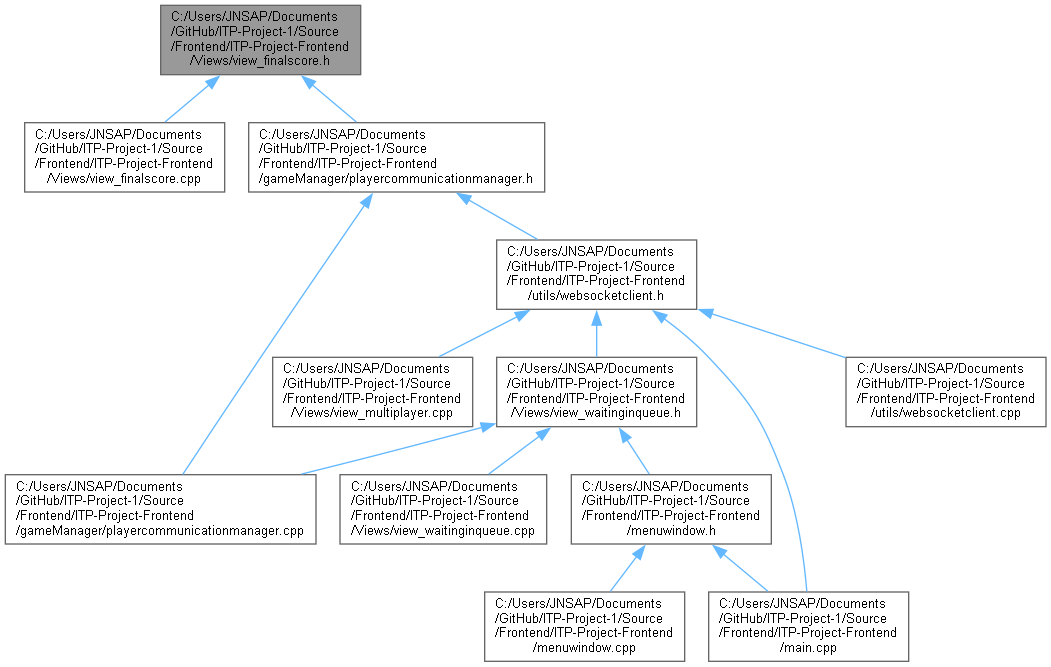 C:/Users/JNSAP/Documents
/GitHub/ITP-Project-1/Source
/Frontend/ITP-Project-Frontend
/Views/view_finalscore.h
C:/Users/JNSAP/Documents
/GitHub/ITP-Project-1/Source
/Frontend/ITP-Project-Frontend
/Views/view_finalscore.cpp
C:/Users/JNSAP/Documents
/GitHub/ITP-Project-1/Source
/Frontend/ITP-Project-Frontend
/gameManager/playercommunicationmanager.h
C:/Users/JNSAP/Documents
/GitHub/ITP-Project-1/Source
/Frontend/ITP-Project-Frontend
/utils/websocketclient.h
C:/Users/JNSAP/Documents
/GitHub/ITP-Project-1/Source
/Frontend/ITP-Project-Frontend
/Views/view_multiplayer.cpp
C:/Users/JNSAP/Documents
/GitHub/ITP-Project-1/Source
/Frontend/ITP-Project-Frontend
/Views/view_waitinginqueue.h
C:/Users/JNSAP/Documents
/GitHub/ITP-Project-1/Source
/Frontend/ITP-Project-Frontend
/utils/websocketclient.cpp
C:/Users/JNSAP/Documents
/GitHub/ITP-Project-1/Source
/Frontend/ITP-Project-Frontend
/gameManager/playercommunicationmanager.cpp
C:/Users/JNSAP/Documents
/GitHub/ITP-Project-1/Source
/Frontend/ITP-Project-Frontend
/Views/view_waitinginqueue.cpp
C:/Users/JNSAP/Documents
/GitHub/ITP-Project-1/Source
/Frontend/ITP-Project-Frontend
/menuwindow.h
C:/Users/JNSAP/Documents
/GitHub/ITP-Project-1/Source
/Frontend/ITP-Project-Frontend
/menuwindow.cpp
C:/Users/JNSAP/Documents
/GitHub/ITP-Project-1/Source
/Frontend/ITP-Project-Frontend
/main.cpp